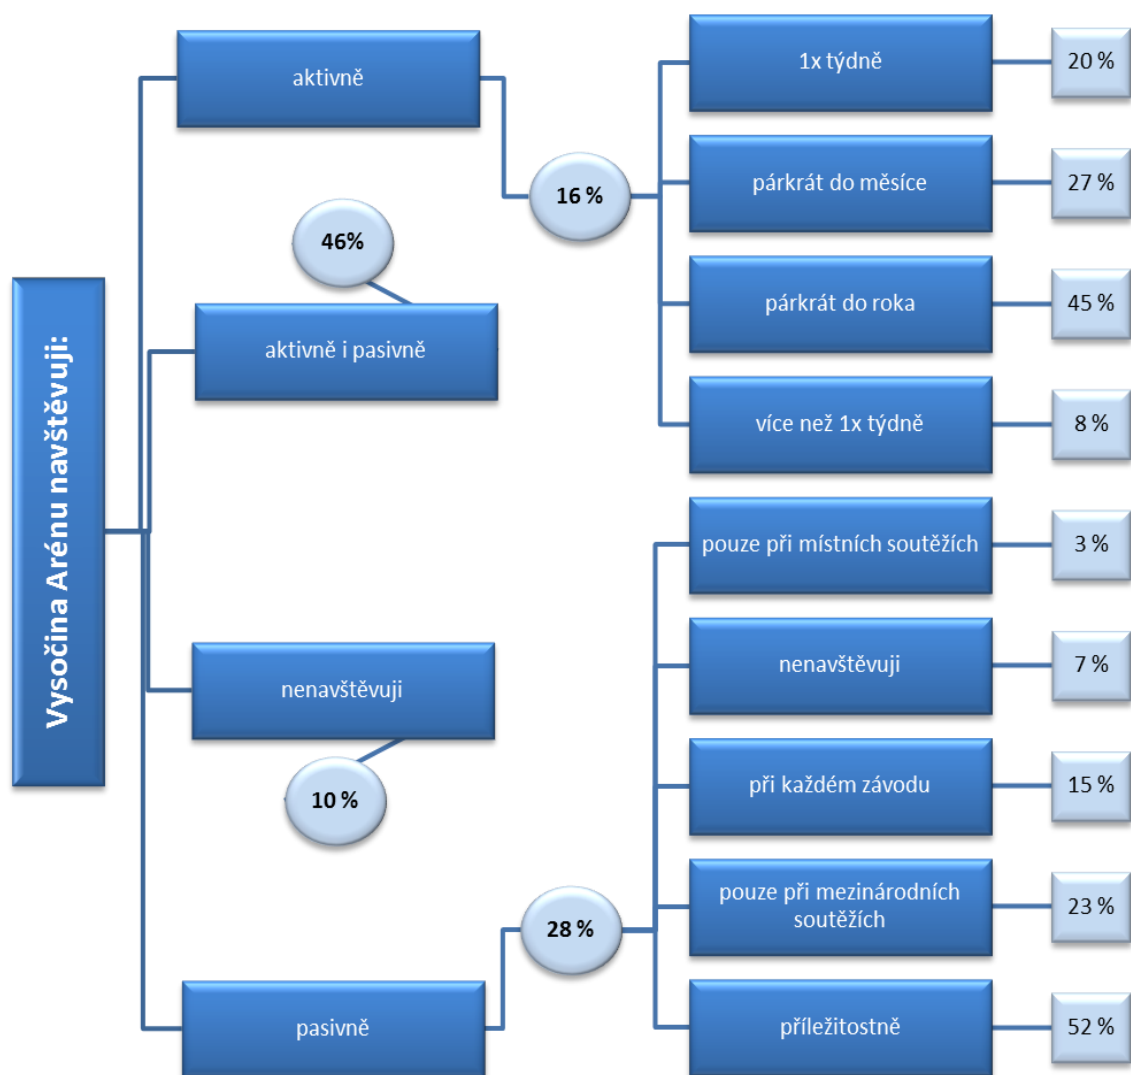 Vysočina Arénu navštěvuji:
aktivně
16 %
1x týdně
20 %
párkrát do měsíce
27 %
párkrát do roka
45 %
více než 1x týdně
8 %
46%
aktivně i pasivně
nenavštěvuji
10 %
pasivně
28 %
pouze při místních soutěžích
3 %
nenavštěvuji
7 %
při každém závodu
15 %
pouze při mezinárodních
soutěžích
23 %
příležitostně
52 %